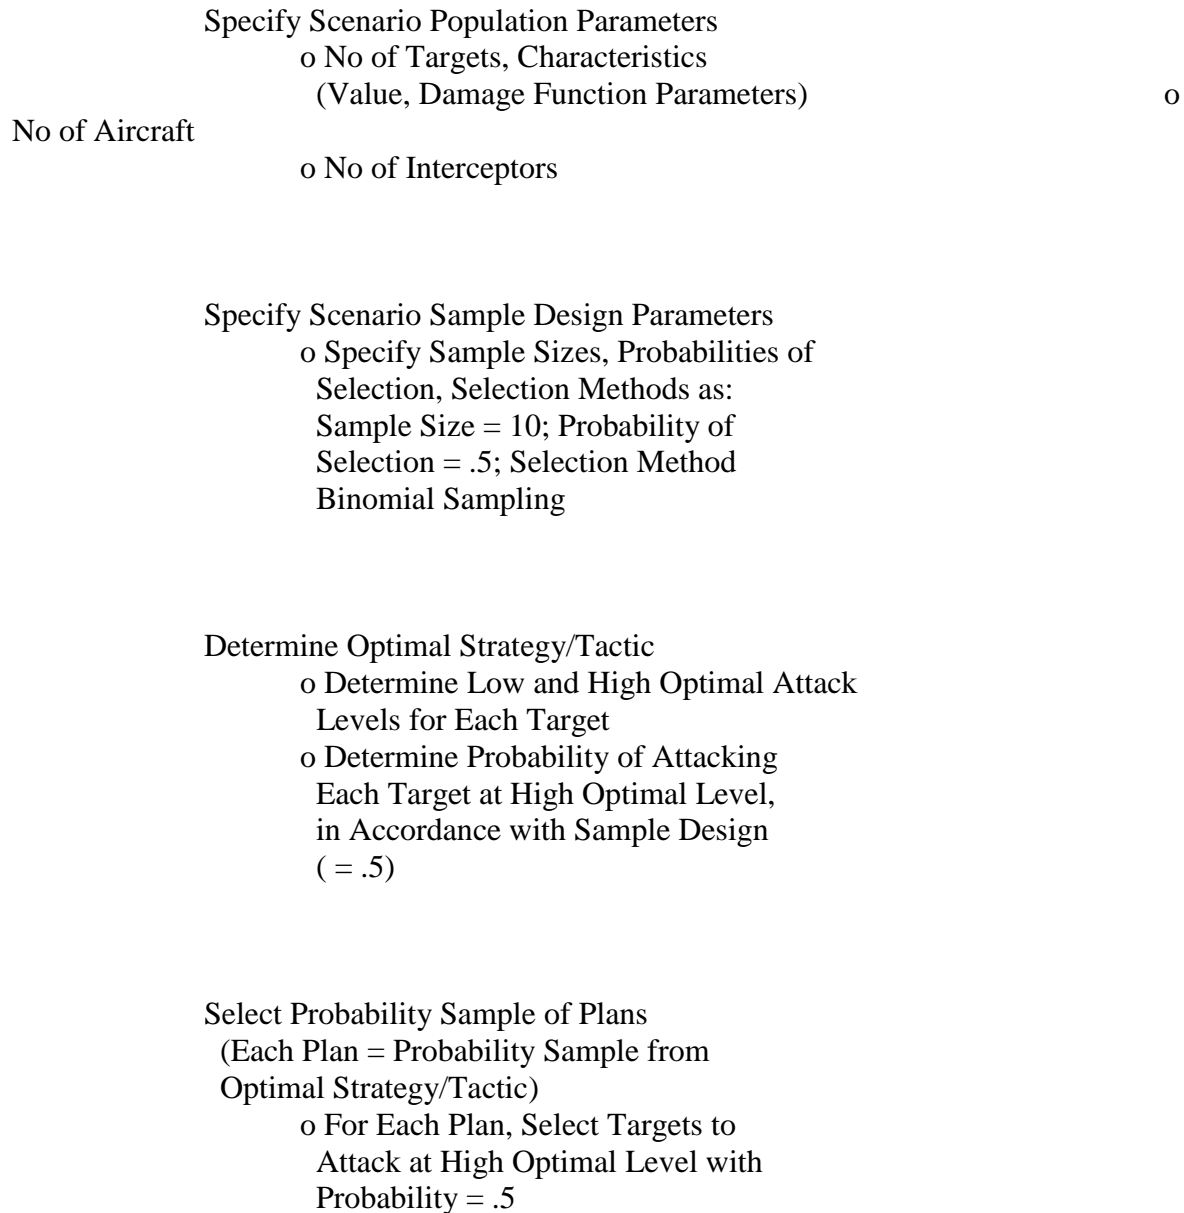 Specify Scenario Population Parameters
o No of Targets, Characteristics
(Value, Damage Function Parameters) o
No of Aircraft
o No of Interceptors
Specify Scenario Sample Design Parameters
o Specify Sample Sizes, Probabilities of
Selection, Selection Methods as:
Sample Size = 10; Probability of
Selection = .5; Selection Method
Binomial Sampling
Determine Optimal Strategy/Tactic
o Determine Low and High Optimal Attack
Levels for Each Target
o Determine Probability of Attacking
Each Target at High Optimal Level,
in Accordance with Sample Design
( = .5)
Select Probability Sample of Plans
(Each Plan = Probability Sample from
Optimal Strategy/Tactic)
o For Each Plan, Select Targets to
Attack at High Optimal Level with
Probability = .5